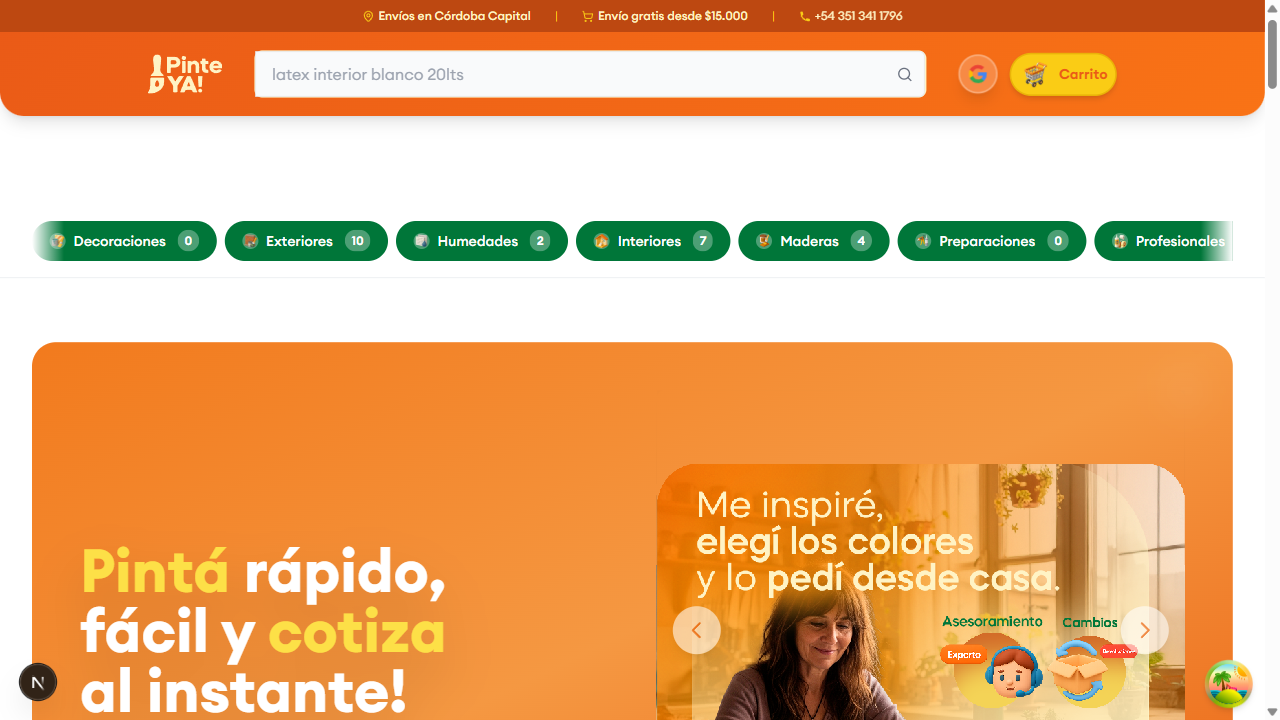 Envíos en Córdoba Capital | Envío gratis desde $15.000 | +54 351 341 1796
Pinte
YA!
latex interior blanco 20lts
Carrito
Decoraciones 0
Exteriores 10
Humedades 2
Interiores 7
Maderas 4
Preparaciones 0
Profesionales
Pintá rápido,
fácil y cotiza
al instante!
Me inspiré,
elegí los colores
y lo pedí desde casa.
Asesoramiento
Experto
Cambios
N